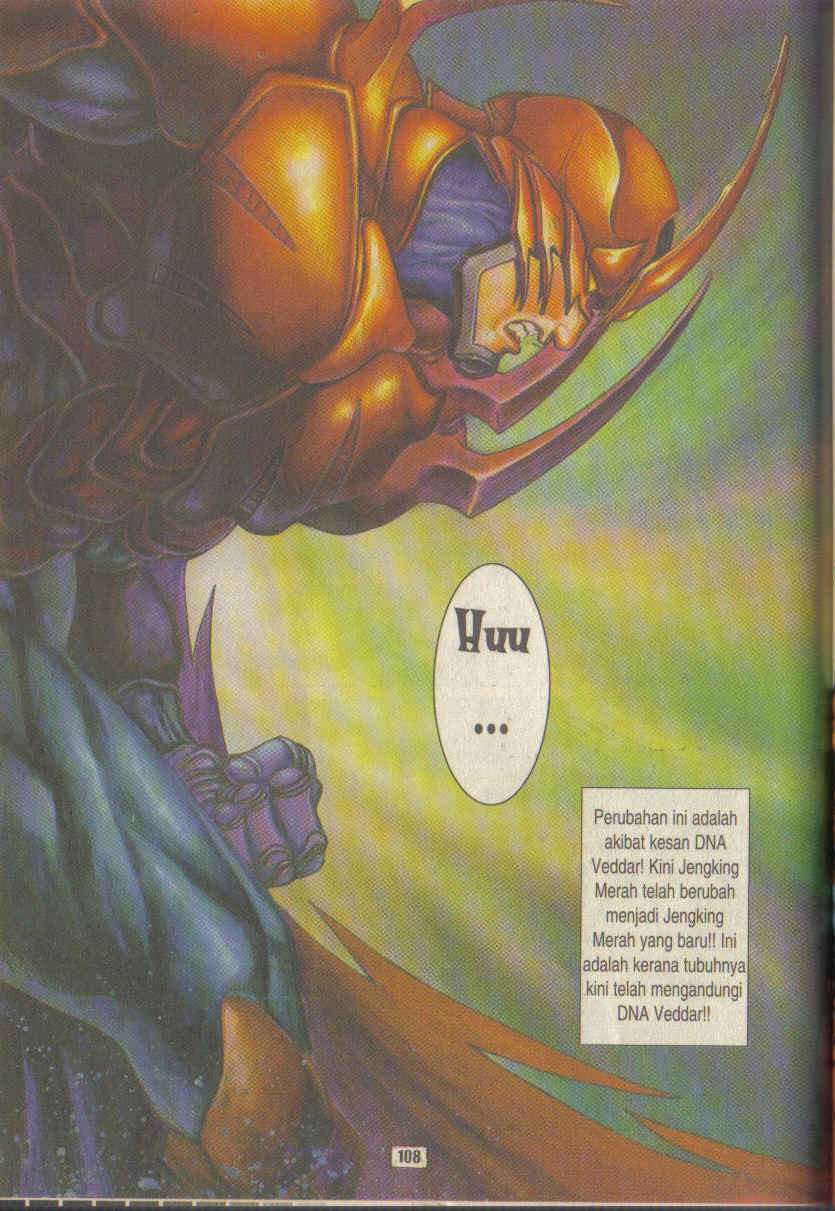 Huu
...
Perubahan ini adalah
akibat kesan DNA
Veddar! Kini Jengking
Merah telah berubah
menjadi Jengking
Merah yang baru!! Ini
adalah kerana tubuhnya
kini telah mengandungi
DNA Veddar!!
108